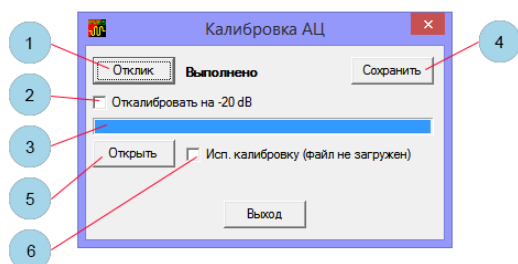 Калибровка АЦ
1
Отклик Выполнено Сохранить
4
2
Откалибровать на -20 dB
3
Открыть Исп. калибровку (файл не загружен)
5
Выход
6